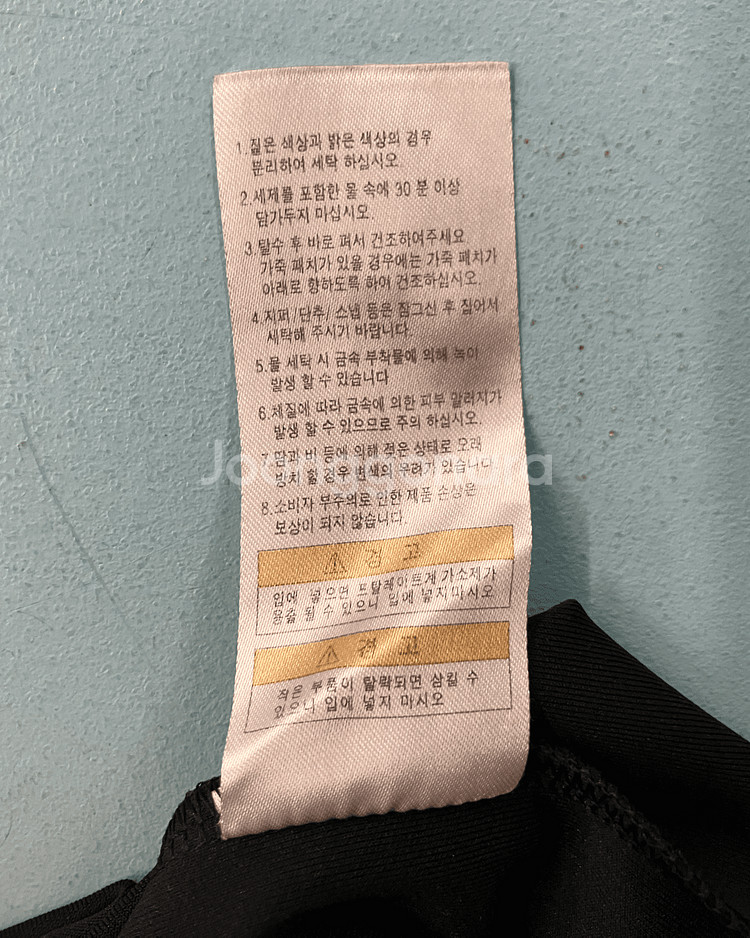 1.짙은 색상과 밝은 색상의 경우
분리하여 세탁 하십시오.
2.세제를 포함한 물 속에 30 분 이상
담가두지 마십시오.
3.탈수 후 바로 펴서 건조하여주세요
가죽 패치가 있을 경우에는 가죽 패치가
아래로 향하도록 하여 건조하십시오.
4.지퍼/단추/스냅 등은 잠그신 후 집어서
세탁해 주시기 바랍니다.
5.물 세탁 시 금속 부착물에 의해 녹이
발생 할 수 있습니다
6.체질에 따라 금속에 의한 피부 알러지가
발생 할 수 있으므로 주의 하십시오.
7.땀과 비 등에 의해 젖은 상태로 오래
방치 할 경우 변색의 우려가 있습니다
8.소비자 부주의로 인한 제품 손상은
보상이 되지 않습니다.
⚠ 경 고
입에 넣으면 프탈레이트계 가소제가
용출 될 수 있으니 입에 넣지마시오
⚠ 경 고
작은 부품이 탈락되면 삼킬 수
있으니 입에 넣지 마시오